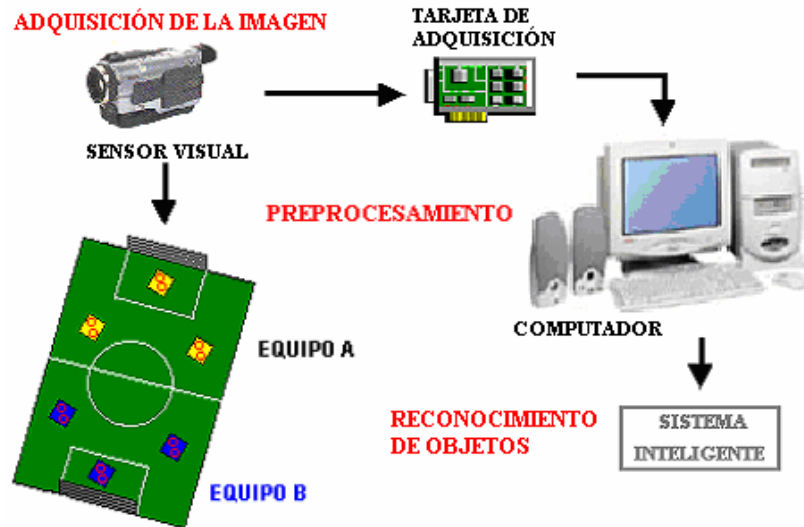 ADQUISICIÓN DE LA IMAGEN
TARJETA DE
ADQUISICIÓN
SENSOR VISUAL
PREPROCESAMIENTO
COMPUTADOR
EQUIPO A
RECONOCIMIENTO
DE OBJETOS
SISTEMA
INTELIGENTE
EQUIPO B